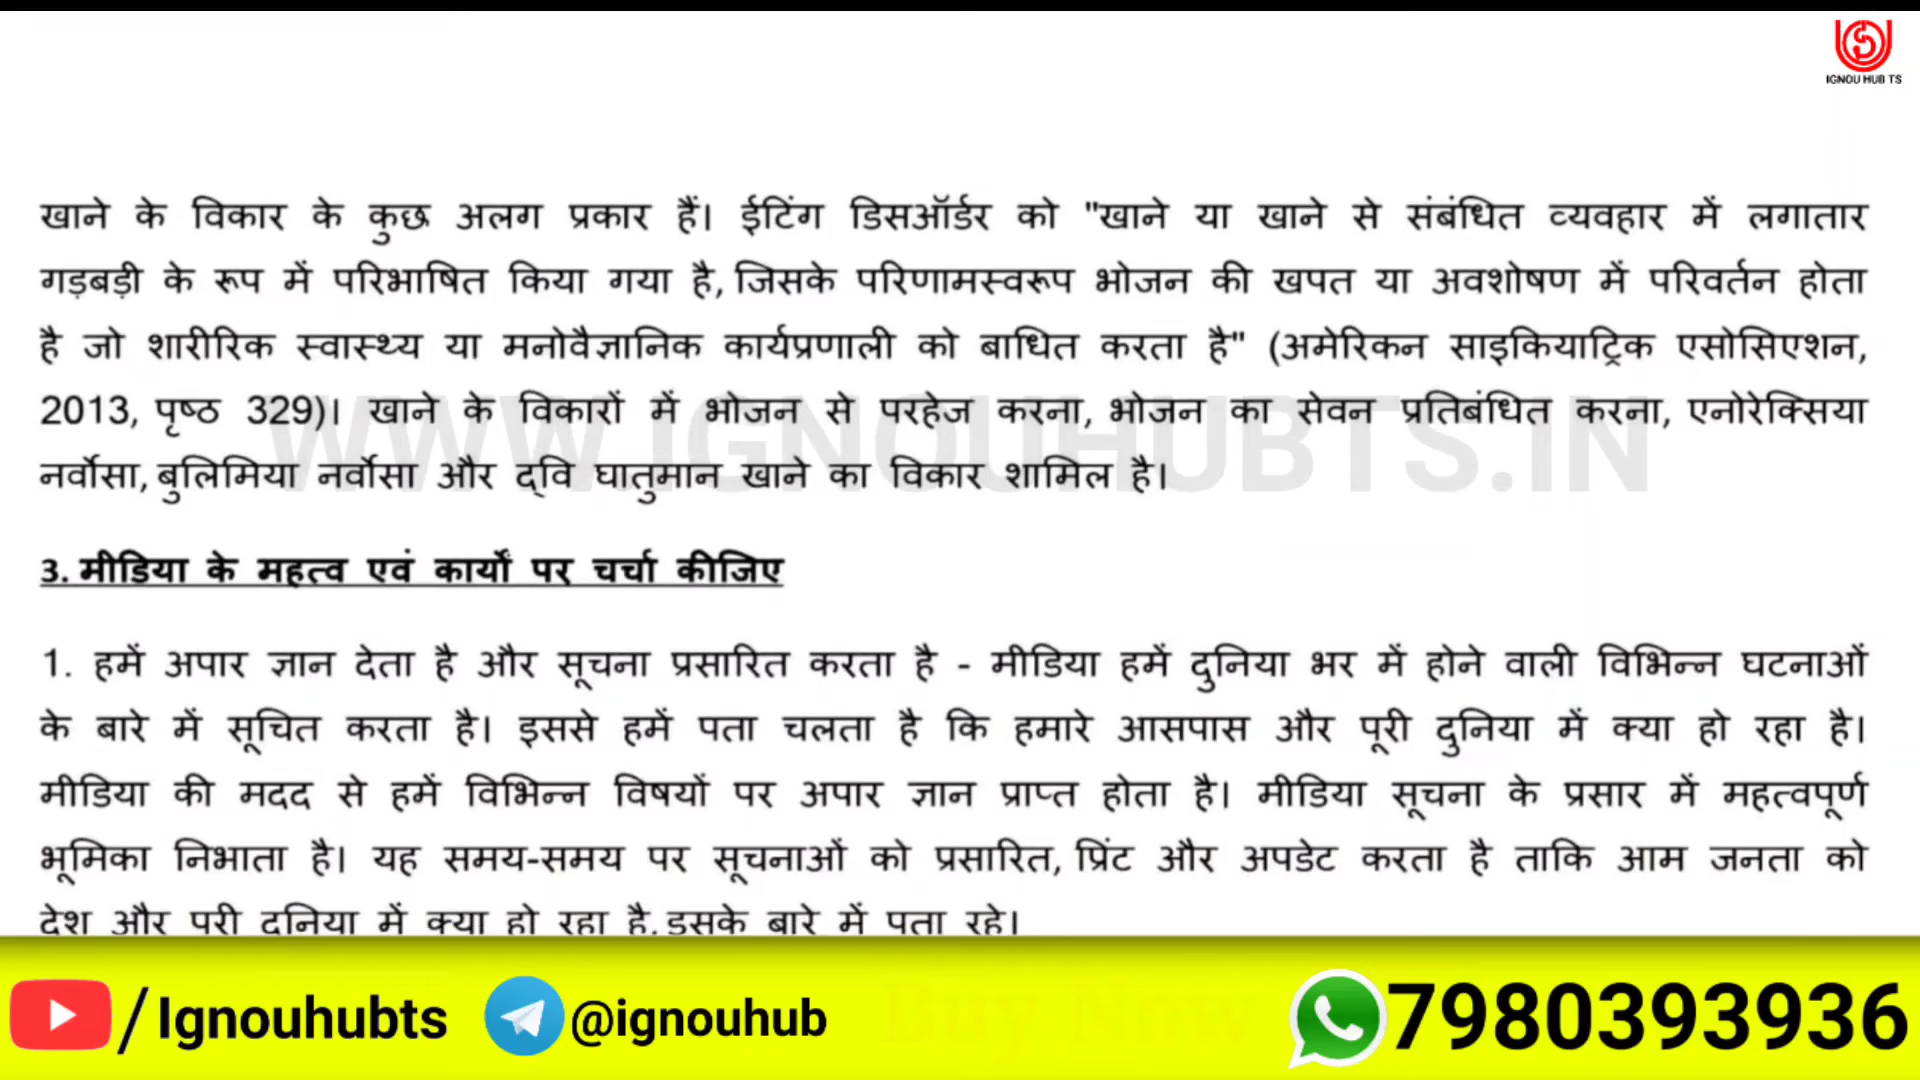 IGNOU HUB TS
खाने के विकार के कुछ अलग प्रकार हैं। ईटिंग डिसऑर्डर को "खाने या खाने से संबंधित व्यवहार में लगातार
गड़बड़ी के रूप में परिभाषित किया गया है, जिसके परिणामस्वरूप भोजन की खपत या अवशोषण में परिवर्तन होता
है जो शारीरिक स्वास्थ्य या मनोवैज्ञानिक कार्यप्रणाली को बाधित करता है" (अमेरिकन साइकियाट्रिक एसोसिएशन,
2013, पृष्ठ 329)। खाने के विकारों में भोजन से परहेज करना, भोजन का सेवन प्रतिबंधित करना, एनोरेक्सिया
WWW.IGNOUHUBTS.IN
नर्वोसा, बुलिमिया नर्वोसा और द्वि घातुमान खाने का विकार शामिल है।
3. मीडिया के महत्व एवं कार्यों पर चर्चा कीजिए
1. हमें अपार ज्ञान देता है और सूचना प्रसारित करता है - मीडिया हमें दुनिया भर में होने वाली विभिन्न घटनाओं
के बारे में सूचित करता है। इससे हमें पता चलता है कि हमारे आसपास और पूरी दुनिया में क्या हो रहा है।
मीडिया की मदद से हमें विभिन्न विषयों पर अपार ज्ञान प्राप्त होता है। मीडिया सूचना के प्रसार में महत्वपूर्ण
भूमिका निभाता है। यह समय-समय पर सूचनाओं को प्रसारित, प्रिंट और अपडेट करता है ताकि आम जनता को
देश और पूरी दुनिया में क्या हो रहा है, इसके बारे में पता रहे।
/Ignouhubts @ignouhub Buy Now 7980393936